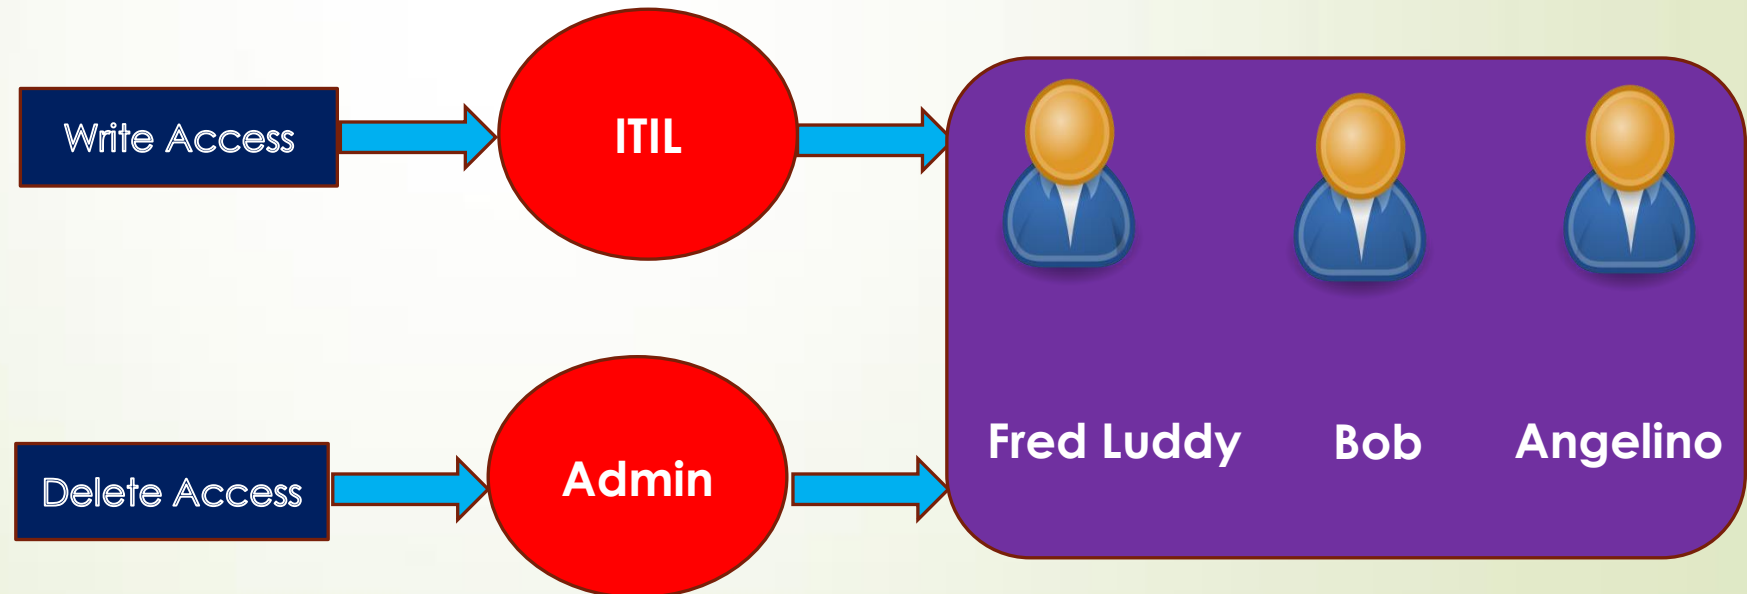 Write Access
ITIL
Delete Access
Admin
Fred Luddy
Bob
Angelino